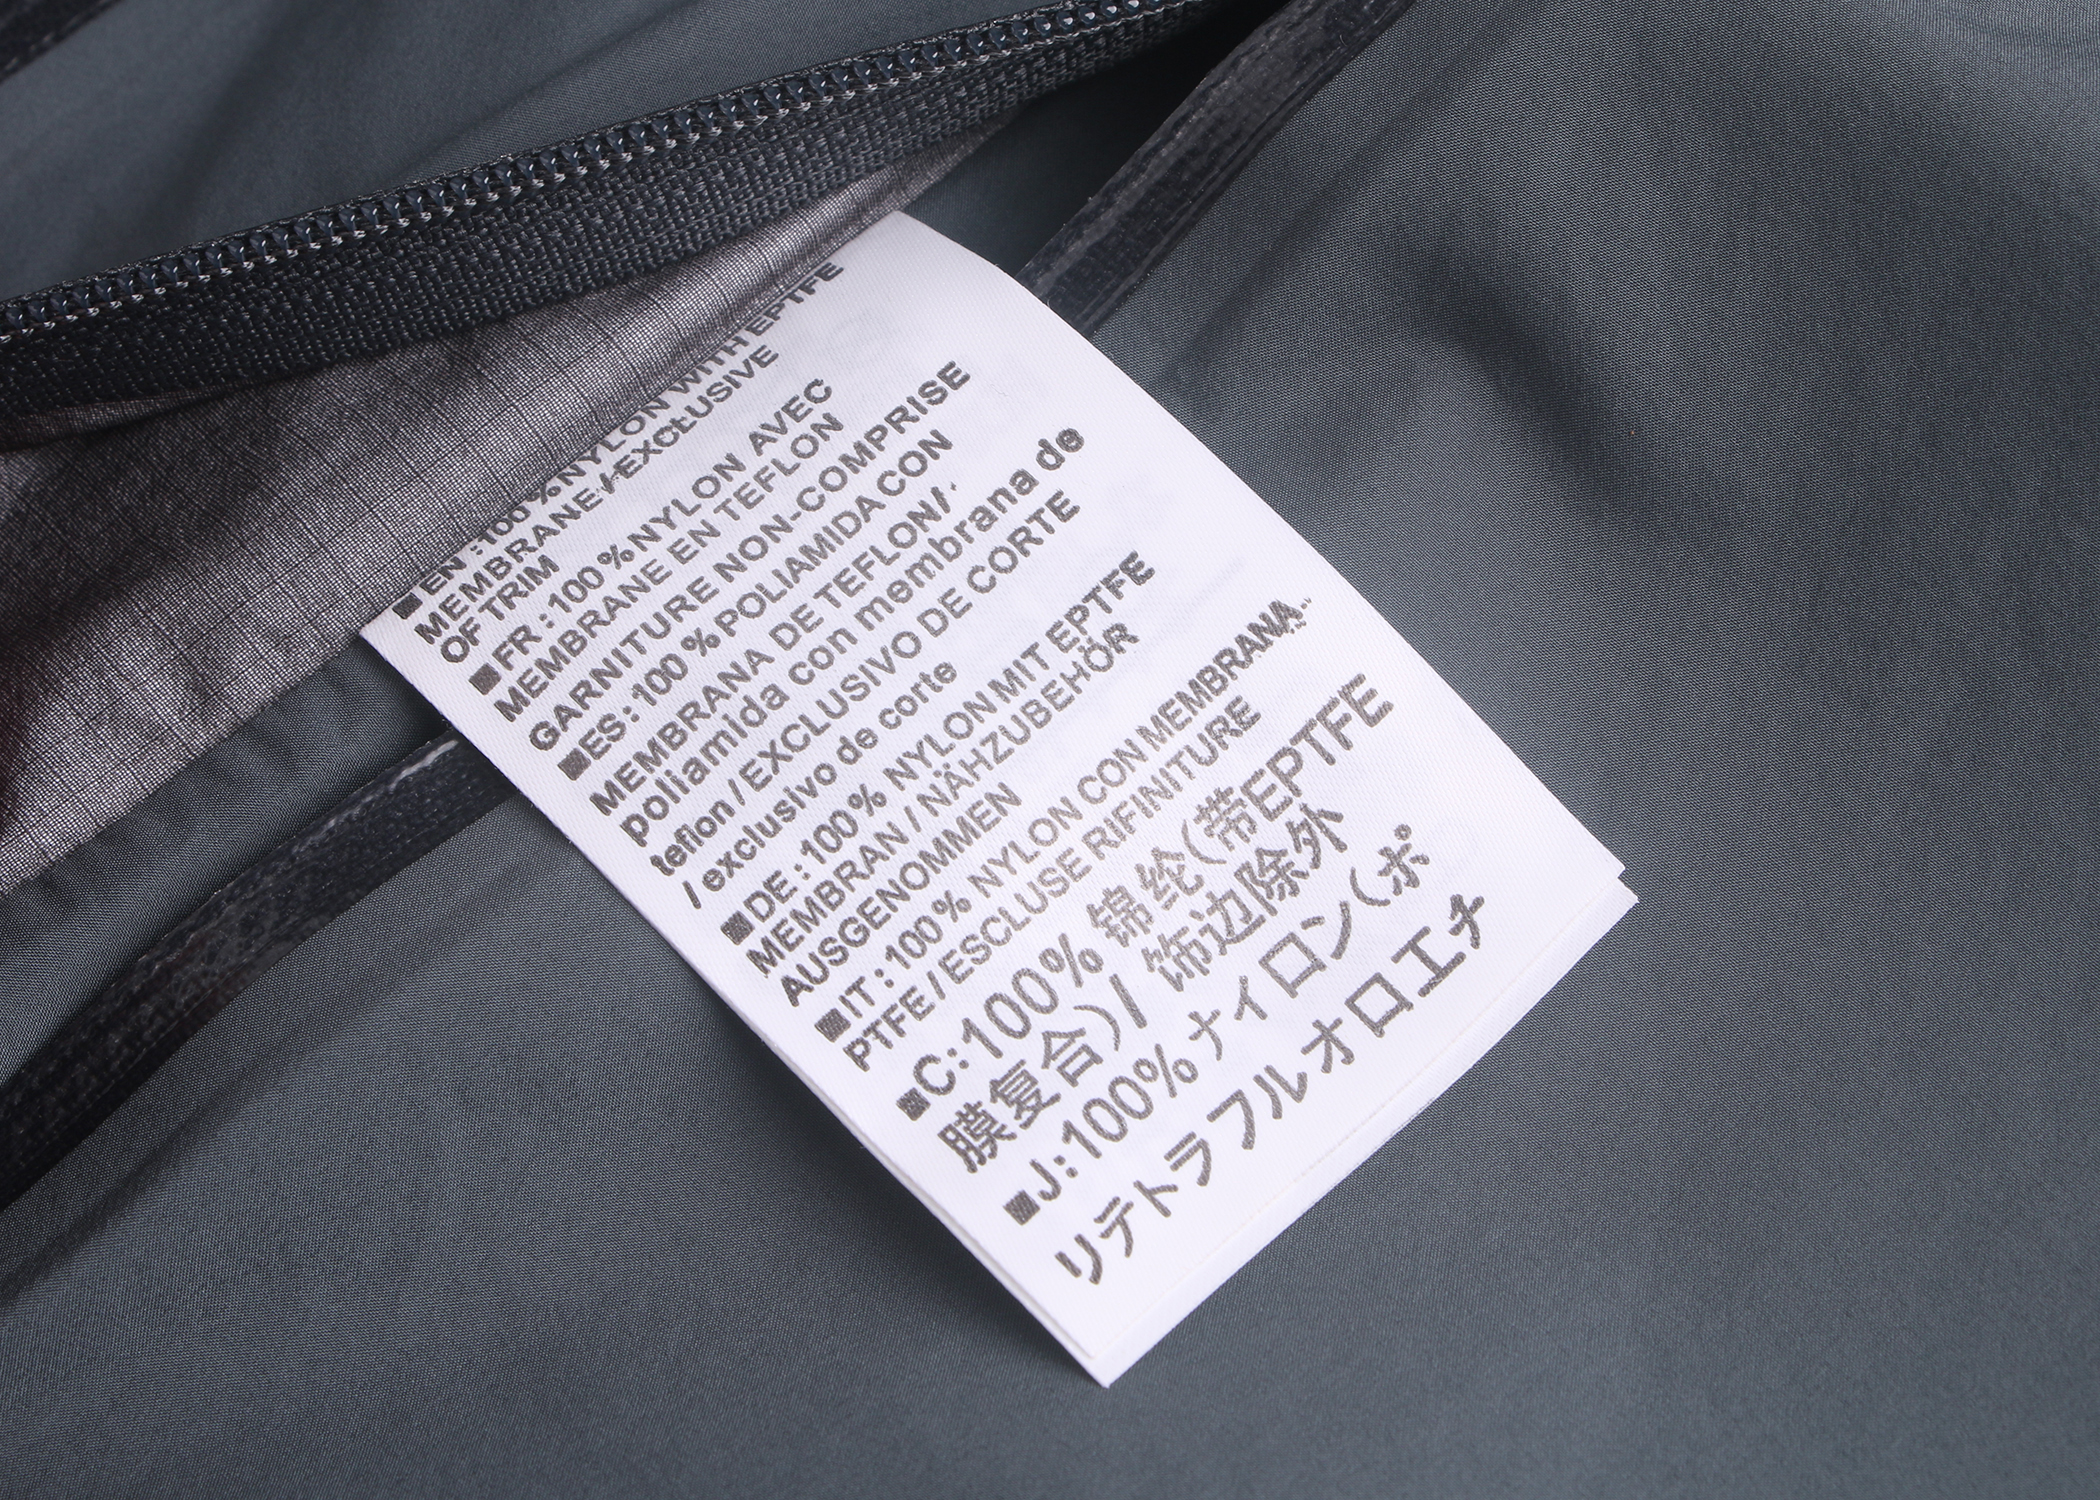 ■EN:100%NYLON WITH EPTFE
MEMBRANE/EXCLUSIVE
OF TRIM
■FR:100%NYLON AVEC
MEMBRANE EN TEFLON
GARNITURE NON-COMPRISE
■ES:100%POLIAMIDA CON
MEMBRANA DE TEFLON/
poliamida con membrana de
teflon/EXCLUSIVO DE CORTE
/exclusivo de corte
■DE:100% NYLON MIT EPTFE
MEMBRAN/NÄHZUBEHÖR
AUSGENOMMEN
■IT:100% NYLON CON MEMBRANA
PTFE/ESCLUSE RIFINITURE
■C:100% 锦纶(带EPTFE
膜复合)/ 饰边除外
■J:100%ナイロン(ポ
リテトラフルオロエチ